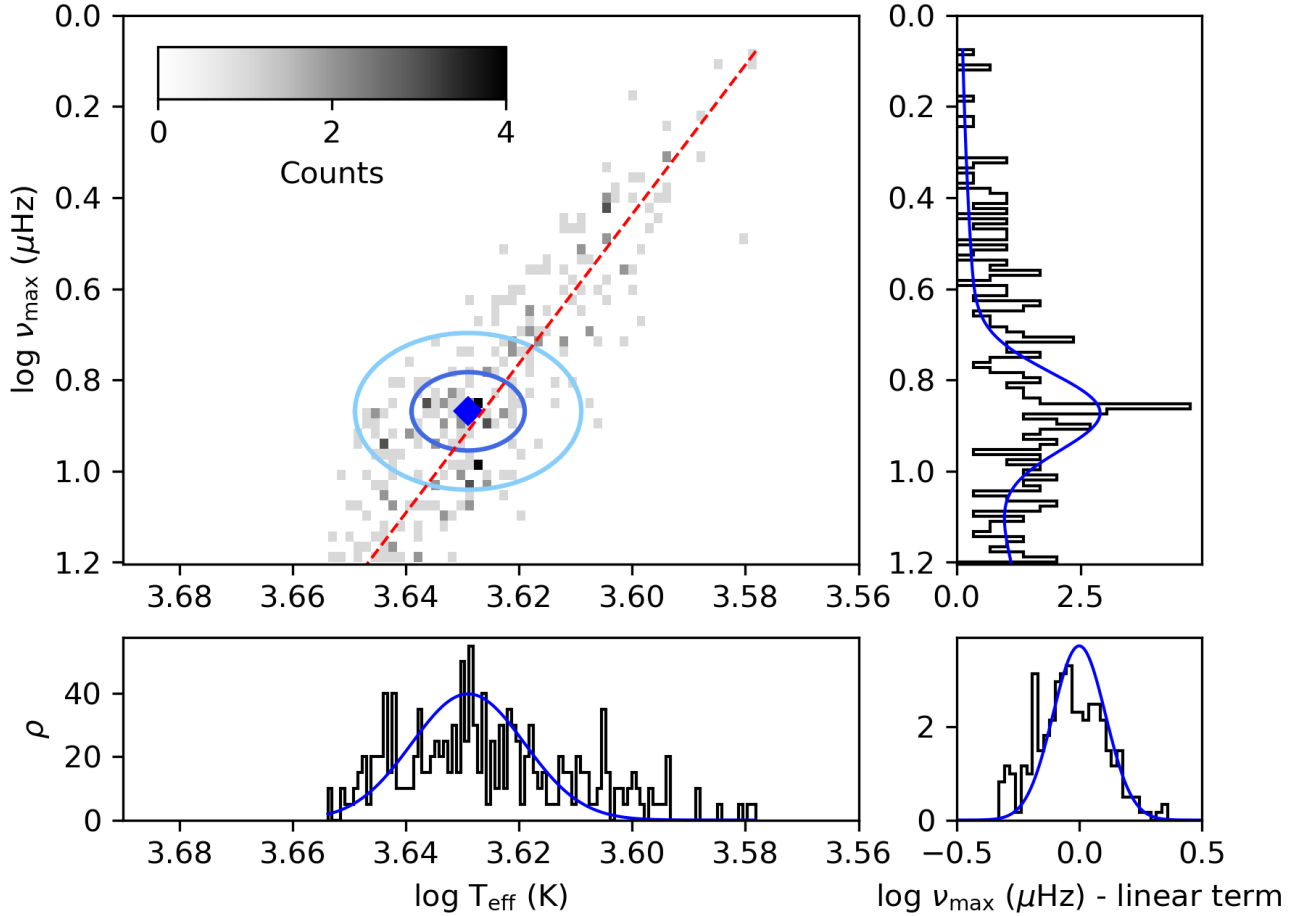 0.0
0.2
0.4
0.6
0.8
1.0
1.2
log ν_max (μHz)
0 2 4
Counts
3.68 3.66 3.64 3.62 3.60 3.58 3.56
0.0
0.2
0.4
0.6
0.8
1.0
1.2
0.0 2.5
40
20
0
ρ
3.68 3.66 3.64 3.62 3.60 3.58 3.56
log T_eff (K)
2
0
−0.5 0.0 0.5
log ν_max (μHz) - linear term